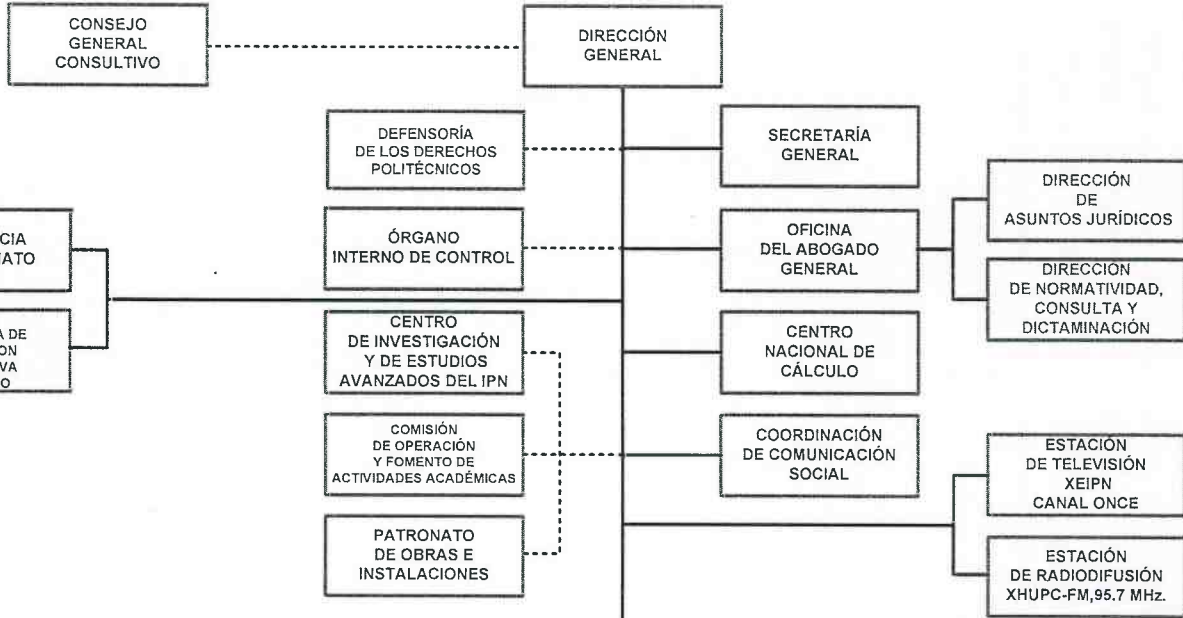 CONSEJO
GENERAL
CONSULTIVO
DIRECCIÓN
GENERAL
DEFENSORÍA
DE LOS DERECHOS
POLITÉCNICOS
SECRETARÍA
GENERAL
ÓRGANO
INTERNO DE CONTROL
OFICINA
DEL ABOGADO
GENERAL
DIRECCIÓN
DE
ASUNTOS JURÍDICOS
DIRECCIÓN
DE NORMATIVIDAD,
CONSULTA Y
DICTAMINACIÓN
CENTRO
DE INVESTIGACIÓN
Y DE ESTUDIOS
AVANZADOS DEL IPN
CENTRO
NACIONAL DE
CÁLCULO
COMISIÓN
DE OPERACIÓN
Y FOMENTO DE
ACTIVIDADES ACADÉMICAS
COORDINACIÓN
DE COMUNICACIÓN
SOCIAL
PATRONATO
DE OBRAS E
INSTALACIONES
ESTACIÓN
DE TELEVISIÓN
XEIPN
CANAL ONCE
ESTACIÓN
DE RADIODIFUSIÓN
XHUPC-FM,95.7 MHz.